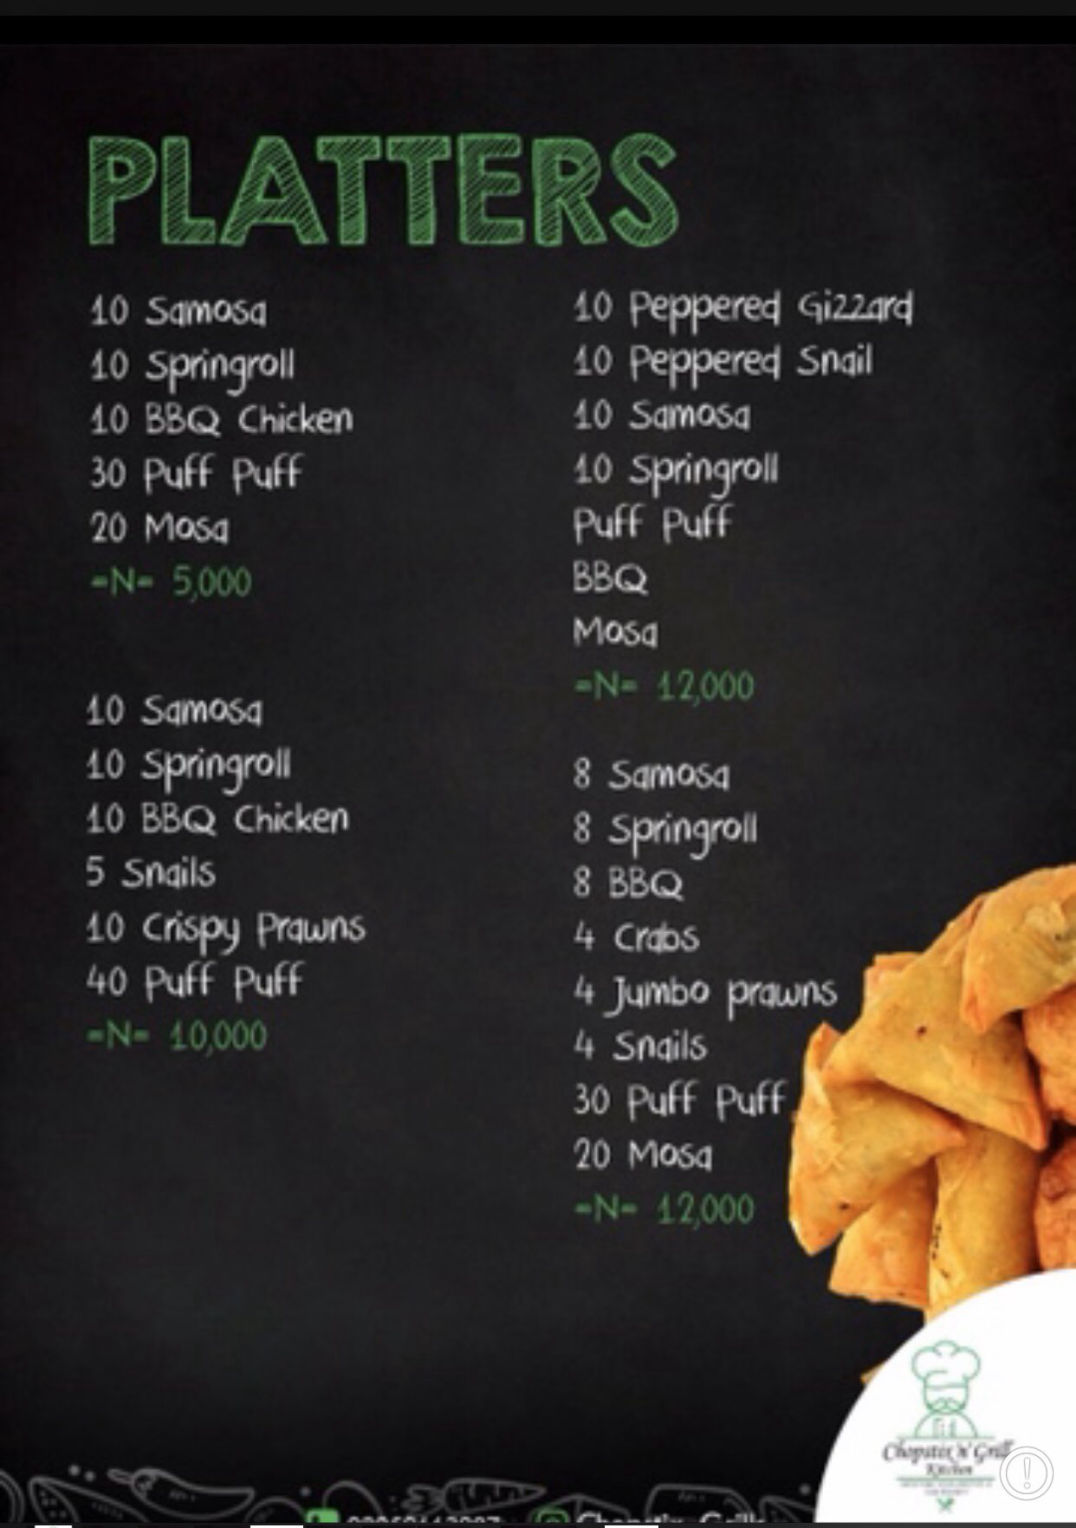 PLATTERS
10 Samosa
10 Springroll
10 BBQ Chicken
30 Puff Puff
20 Mosa
=N= 5,000
10 Samosa
10 Springroll
10 BBQ Chicken
5 Snails
10 Crispy Prawns
40 Puff Puff
=N= 10,000
10 Peppered Gizzard
10 Peppered Snail
10 Samosa
10 Springroll
Puff Puff
BBQ
Mosa
=N= 12,000
8 Samosa
8 Springroll
8 BBQ
4 Crabs
4 Jumbo prawns
4 Snails
30 Puff Puff
20 Mosa
=N= 12,000
Chopstix 'n' Grill
Kitchen